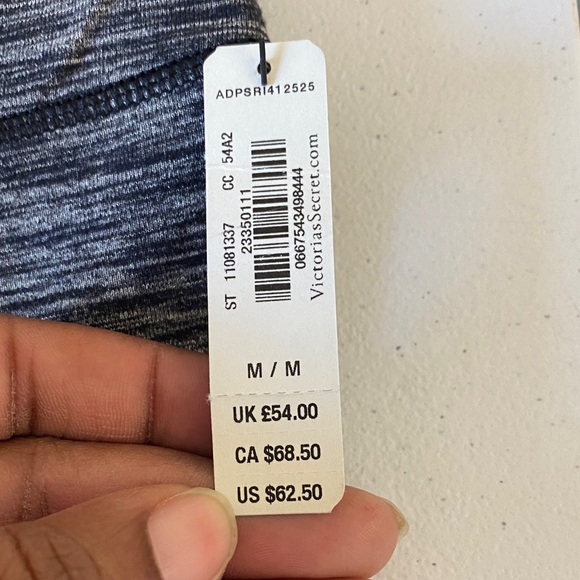 ADPSRI412525
ST 11081337 CC 54A2
23350111
0667543498444
VictoriasSecret.com
M / M
UK £54.00
CA $68.50
US $62.50